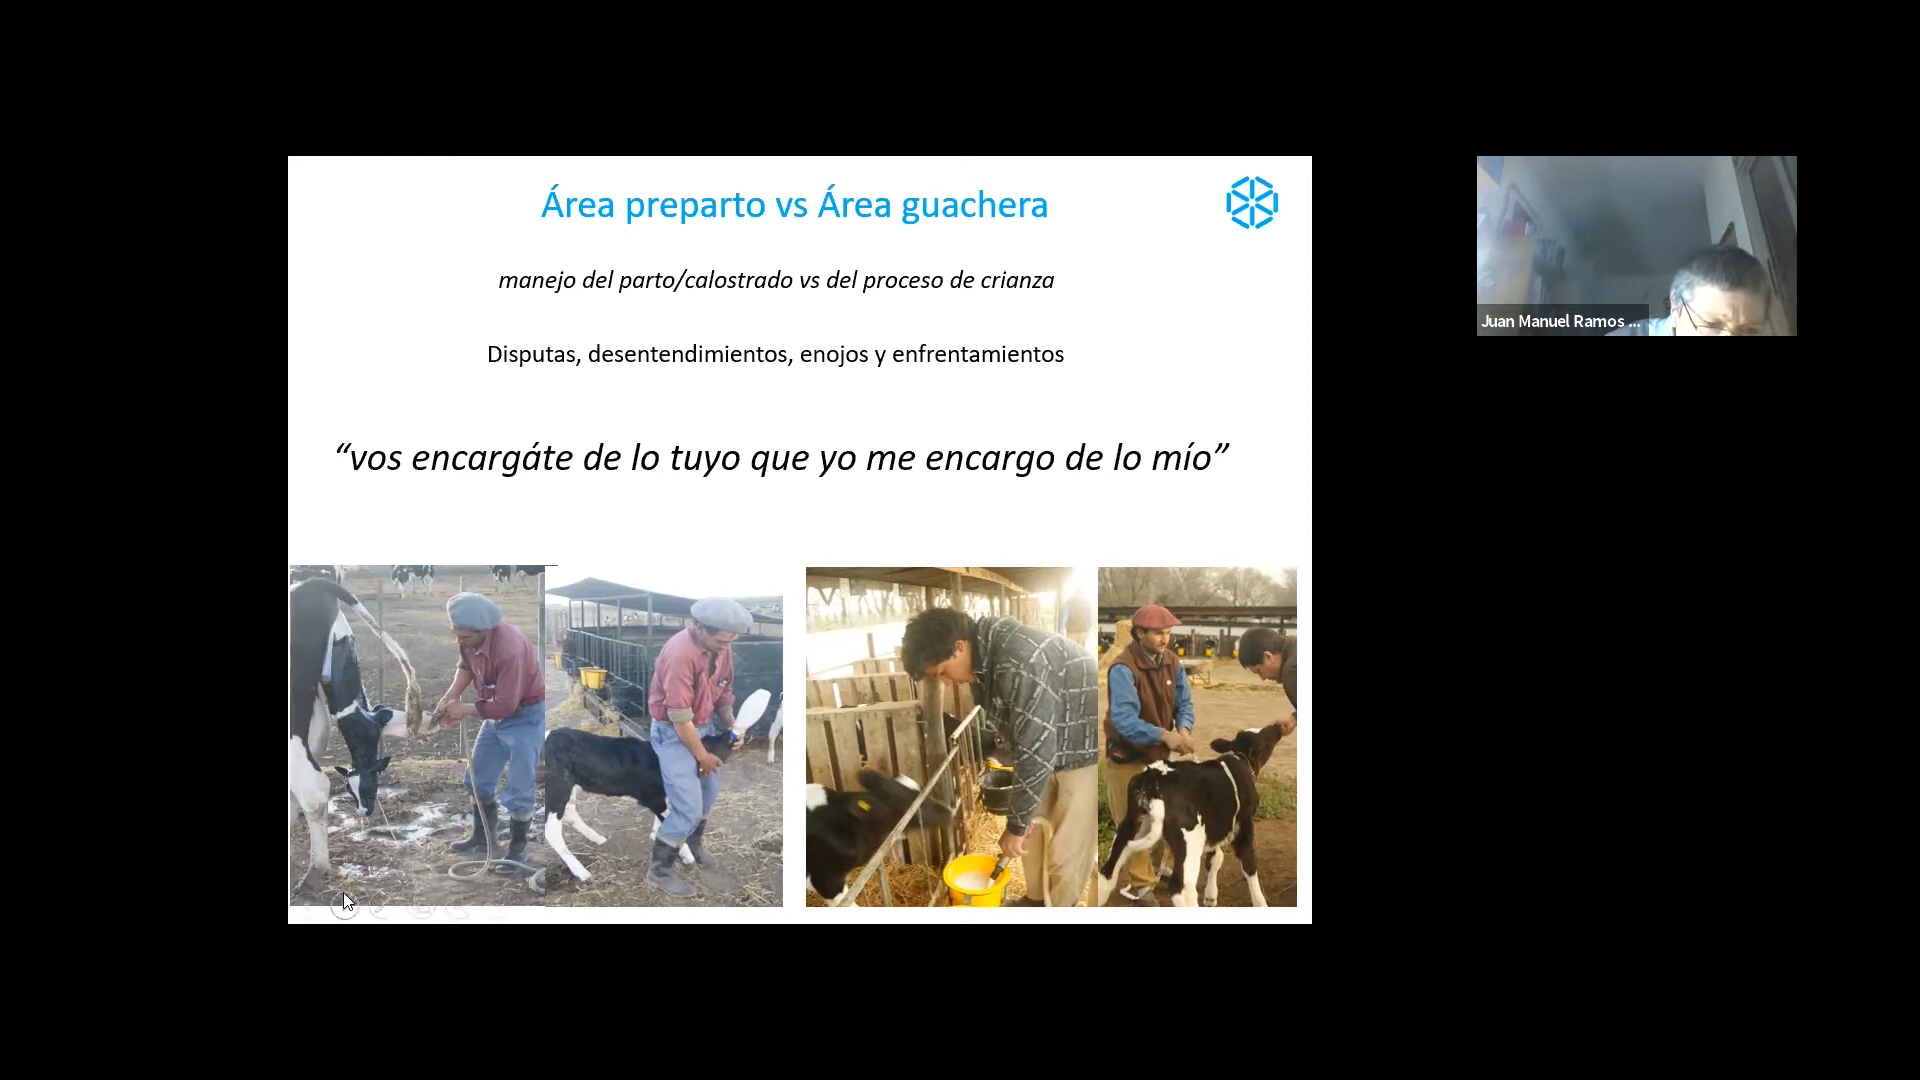 Área preparto vs Área guachera
manejo del parto/calostrado vs del proceso de crianza
Disputas, desentendimientos, enojos y enfrentamientos
“vos encargáte de lo tuyo que yo me encargo de lo mío”
Juan Manuel Ramos ...